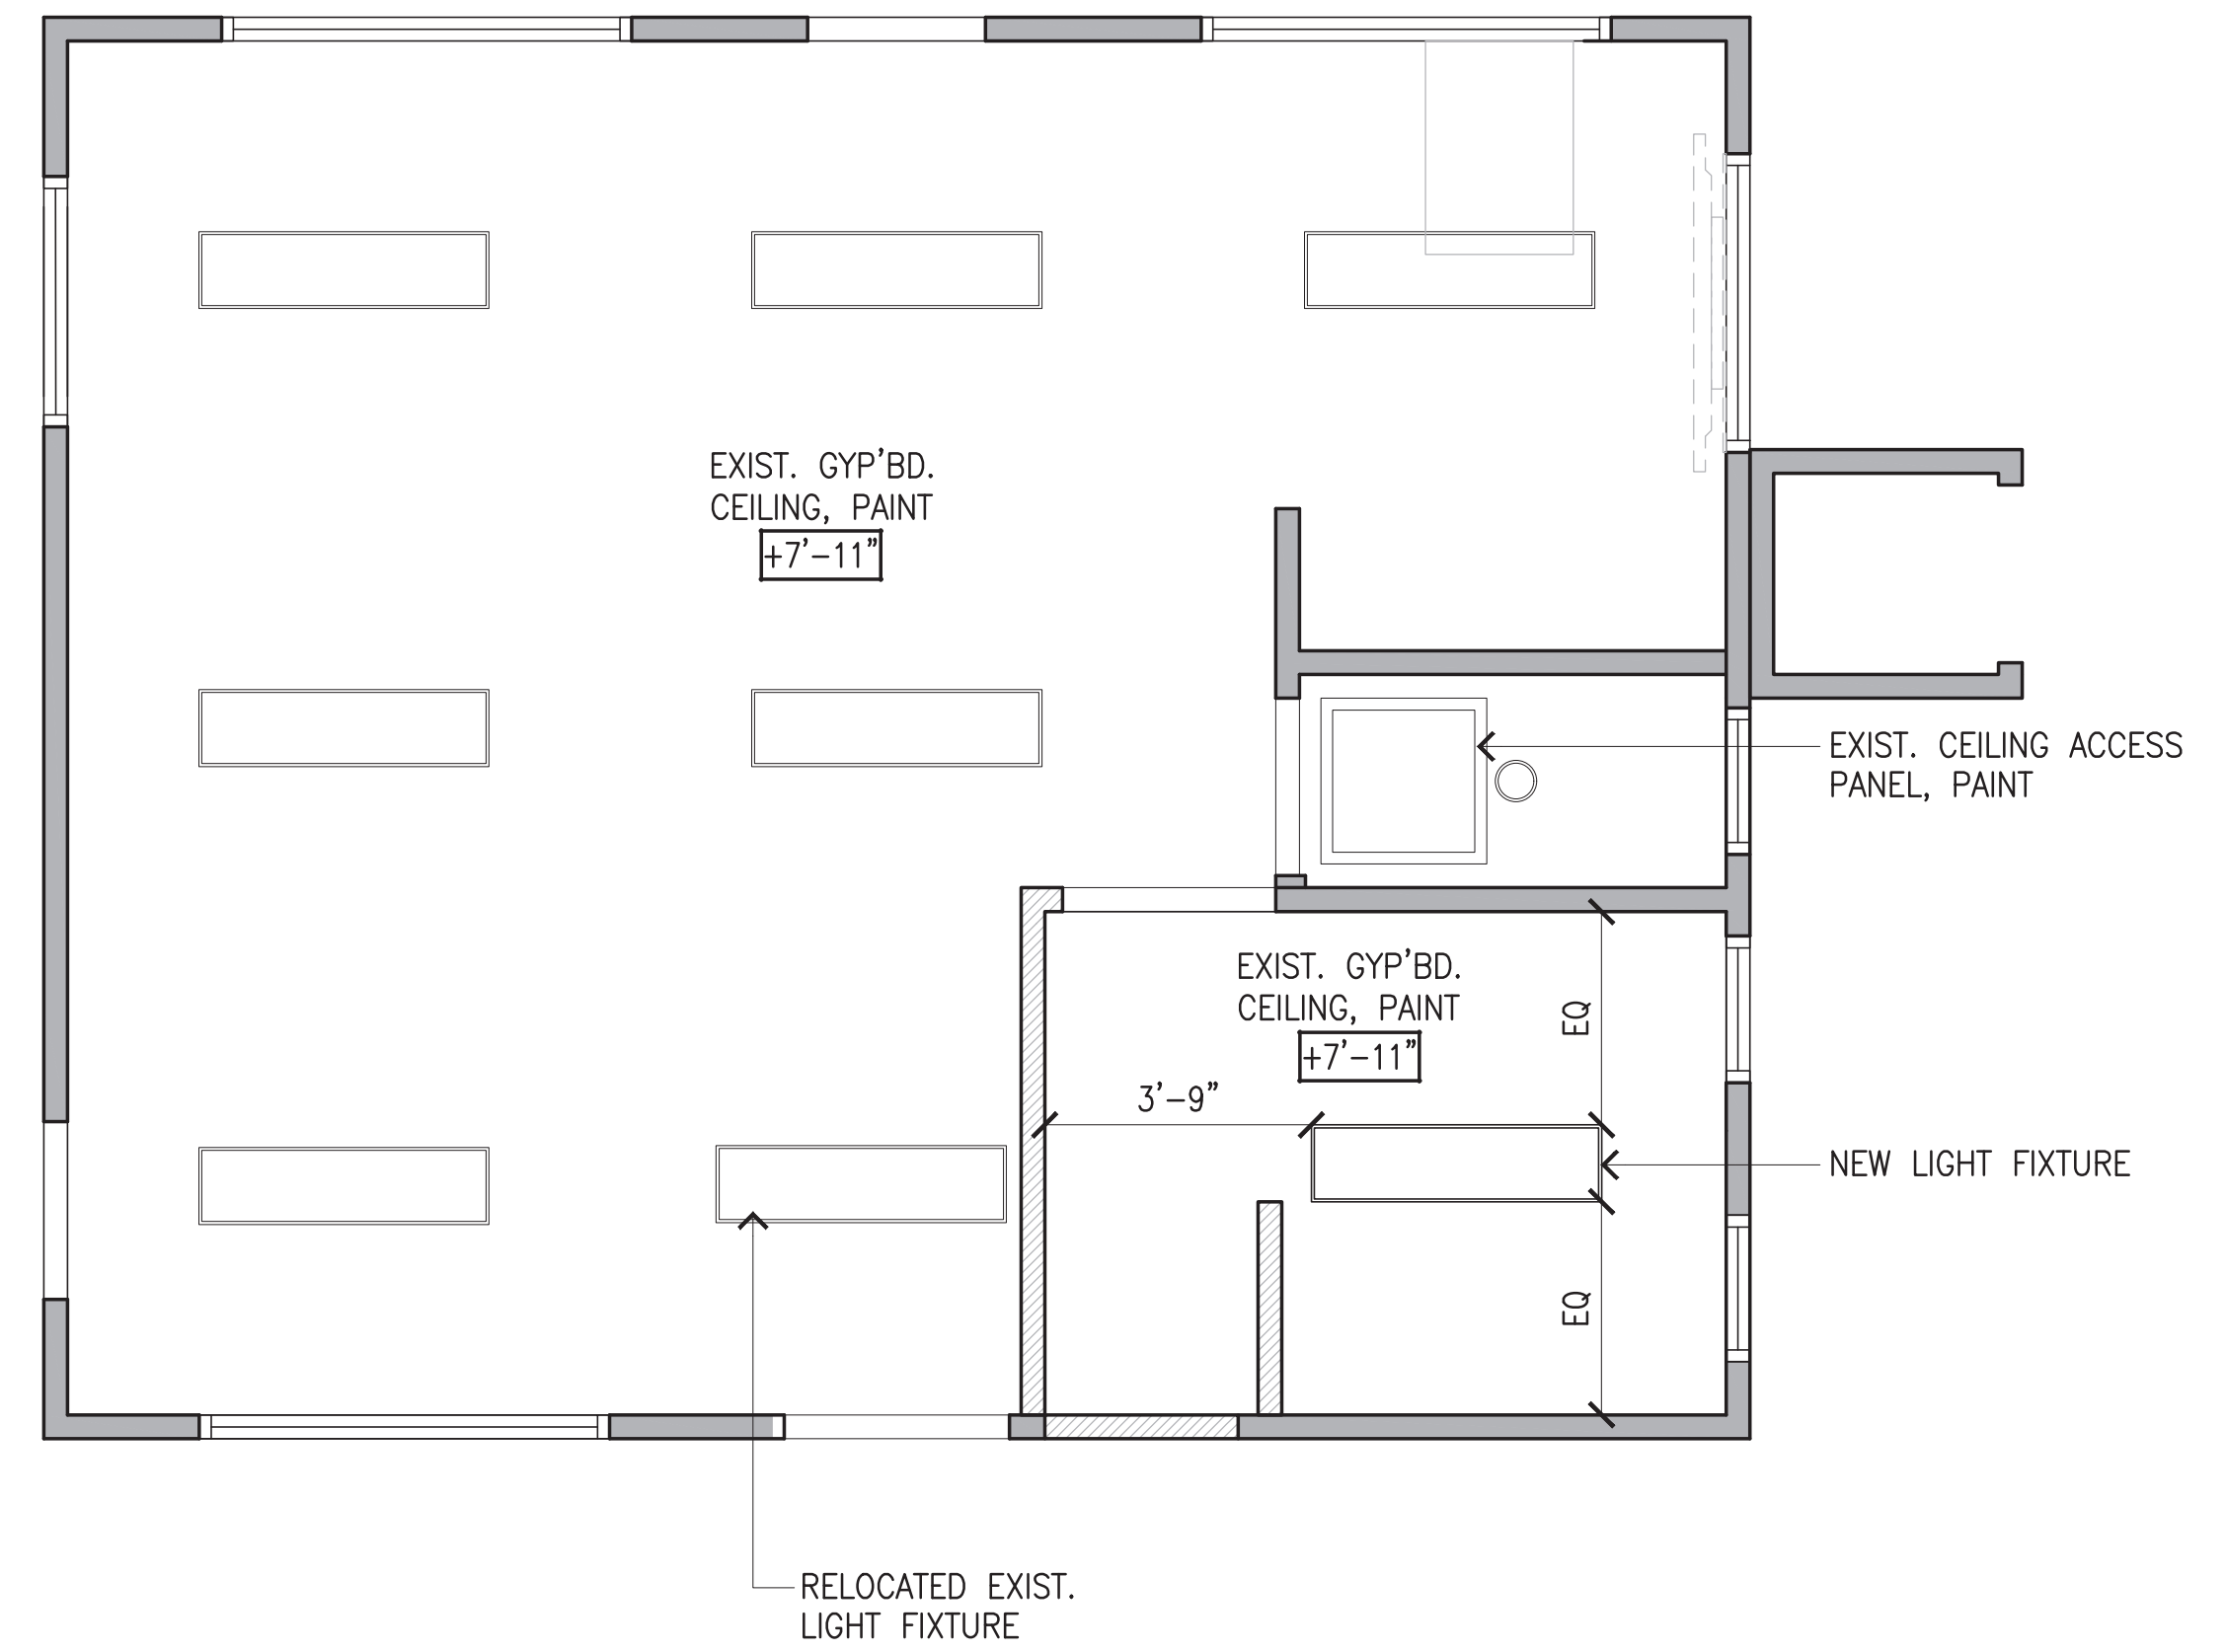 EXIST. GYP'BD.
CEILING, PAINT
+7'-11"
EXIST. CEILING ACCESS
PANEL, PAINT
EXIST. GYP'BD.
CEILING, PAINT
+7'-11"
EQ
3'-9"
NEW LIGHT FIXTURE
EQ
RELOCATED EXIST.
LIGHT FIXTURE